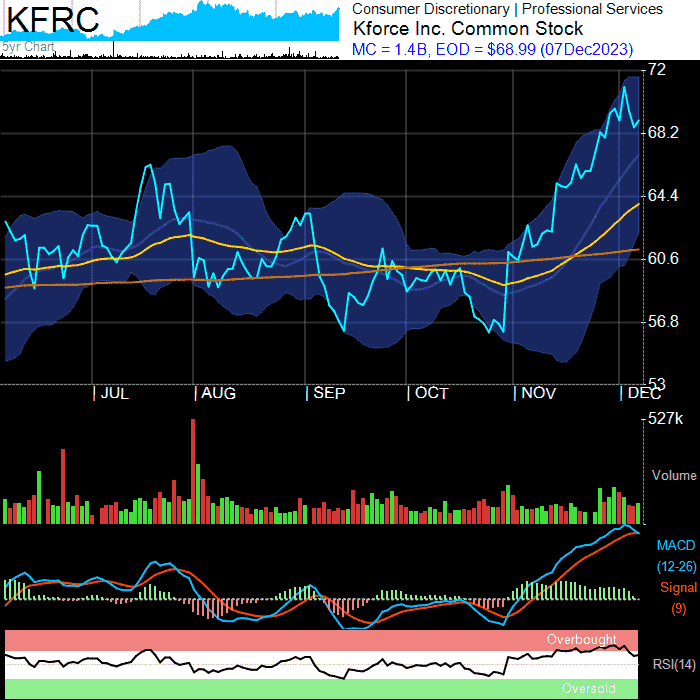 KFRC
5yr Chart
Consumer Discretionary | Professional Services
Kforce Inc. Common Stock
MC = 1.4B, EOD = $68.99 (07Dec2023)
72
68.2
64.4
60.6
56.8
53
JUL
AUG
SEP
OCT
NOV
DEC
527k
Volume
MACD
(12-26)
Signal
(9)
Overbought
RSI(14)
Oversold